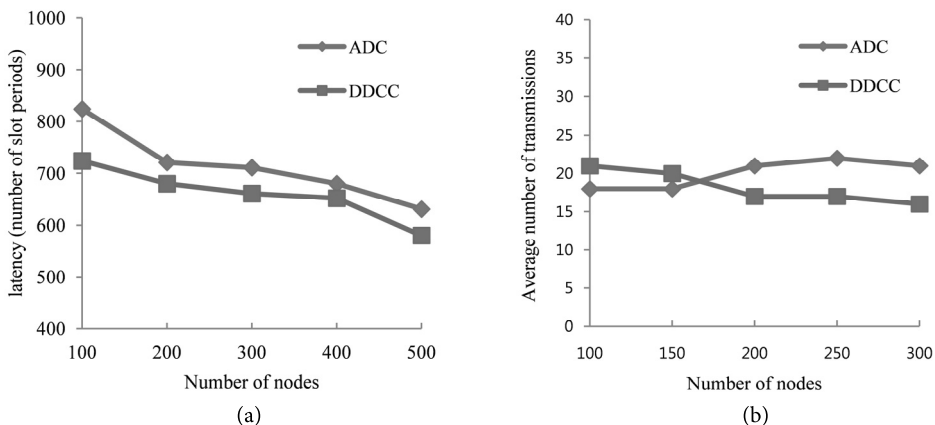 1000
900
800
700
600
500
400
latency (number of slot periods)
ADC
DDCC
100 200 300 400 500
Number of nodes
(a)
40
35
30
25
20
15
10
5
0
Average number of transmissions
ADC
DDCC
100 150 200 250 300
Number of nodes
(b)